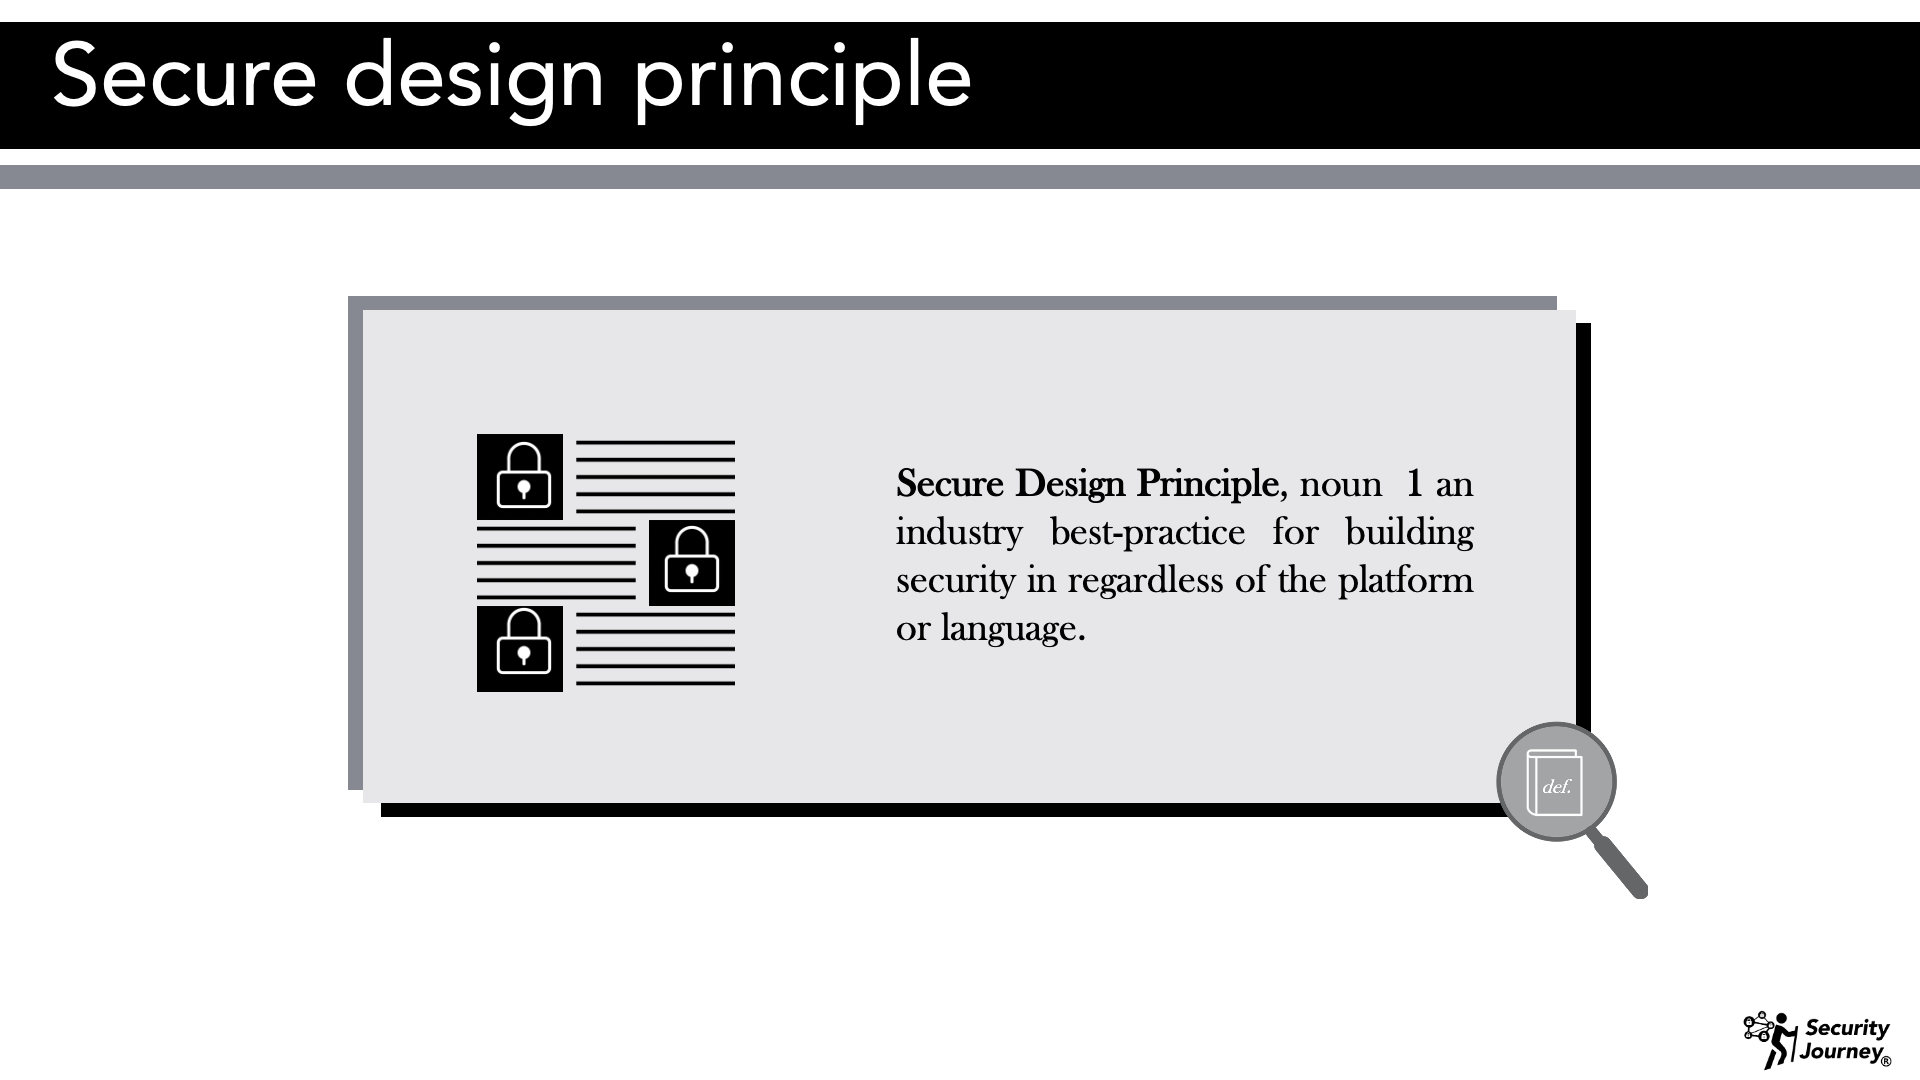 Secure design principle
Secure Design Principle, noun 1 an
industry best-practice for building
security in regardless of the platform
or language.
def.
Security
Journey®